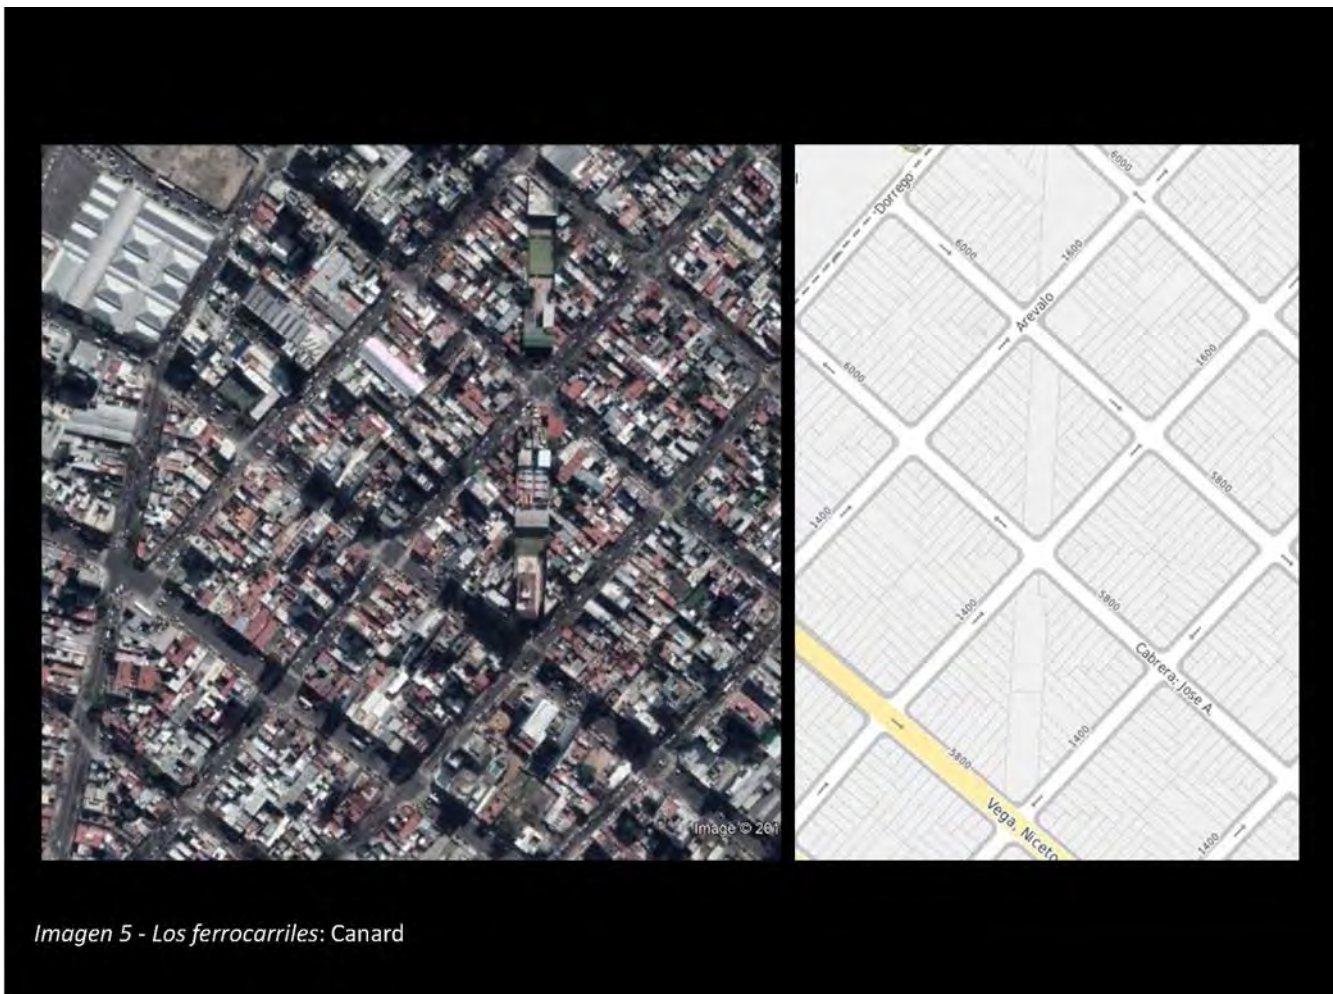 Image © 201
Dorrego
6000
6000
1600
Arevalo
6000
1600
1400
5800
1400
5800
Cabrera, Jose A.
1400
5800
Vega, Niceto
1400
Imagen 5 - Los ferrocarriles: Canard